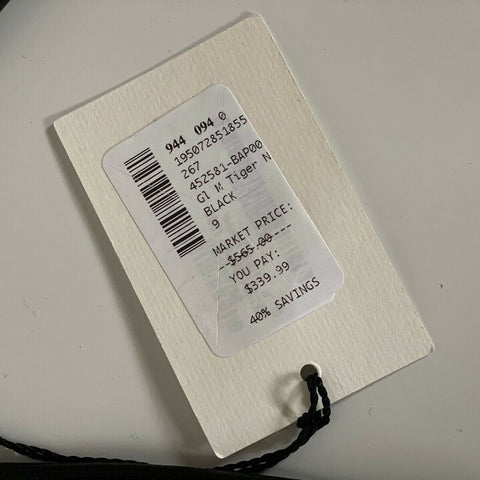 944 094 0
195072851855
267
452581-BAP00
Gl M Tiger N
BLACK
9
MARKET PRICE:
--$565.00---
YOU PAY:
$339.99
40% SAVINGS